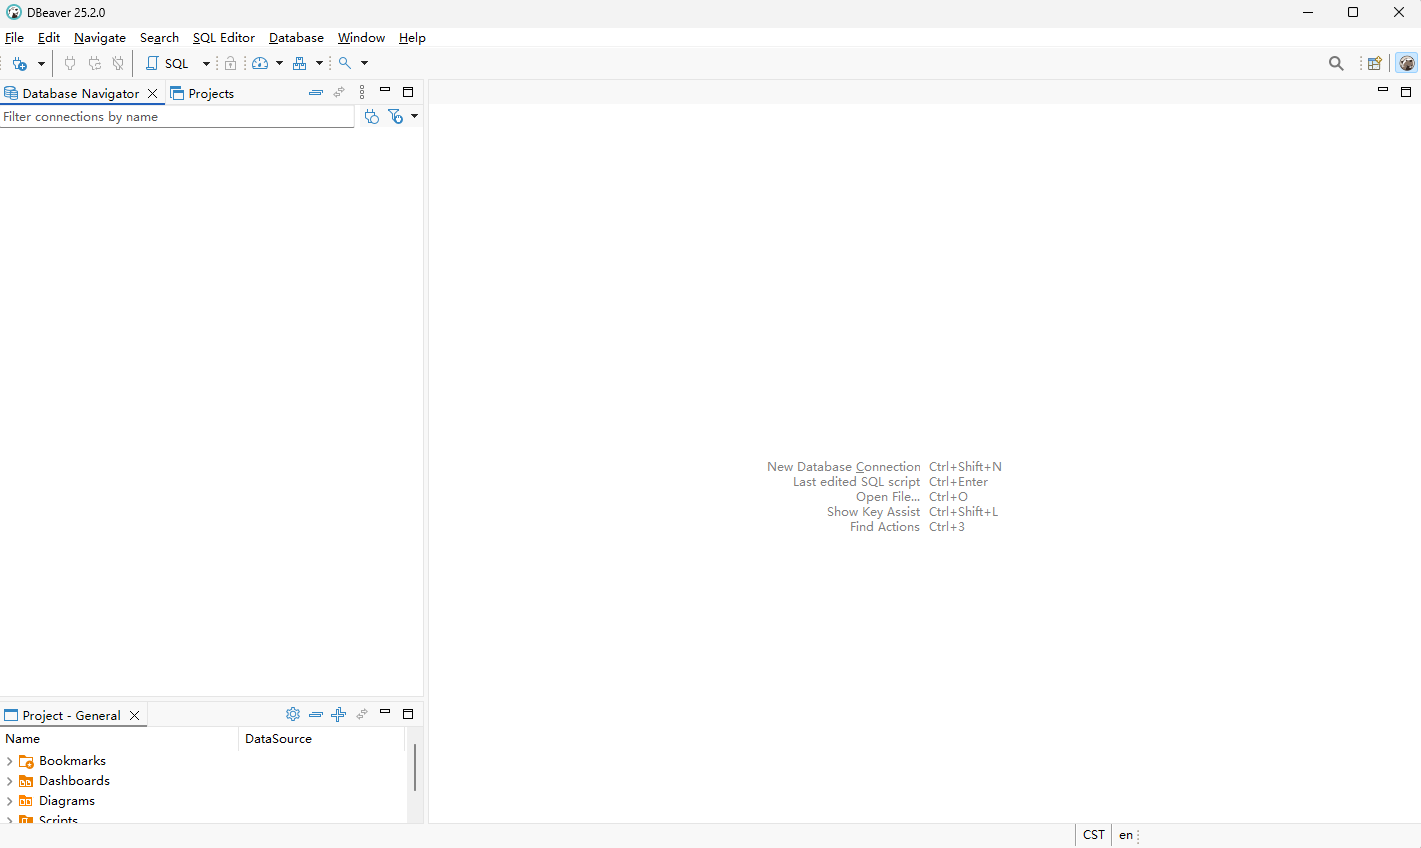 DBeaver 25.2.0
File Edit Navigate Search SQL Editor Database Window Help
SQL
Database Navigator Projects
Filter connections by name
New Database Connection Ctrl+Shift+N
Last edited SQL script Ctrl+Enter
Open File... Ctrl+O
Show Key Assist Ctrl+Shift+L
Find Actions Ctrl+3
Project - General
Name DataSource
Bookmarks
Dashboards
Diagrams
Scripts
CST en